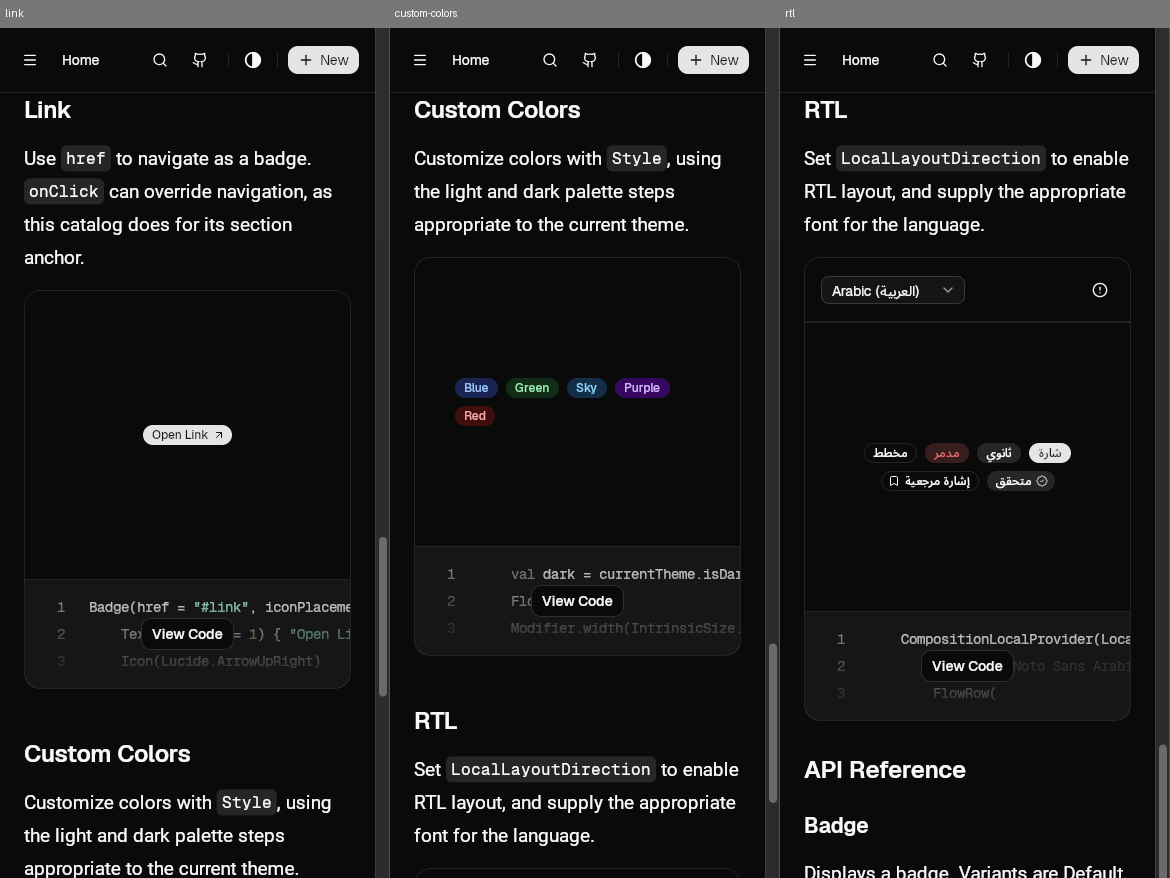 link
Home
New
Link
Use href to navigate as a badge.
onClick can override navigation, as
this catalog does for its section
anchor.
Open Link
1 Badge(href = "#link", iconPlaceme
2 Te = 1) { "Open Li
View Code
3 Icon(Lucide.ArrowUpRight)
Custom Colors
Customize colors with Style, using
the light and dark palette steps
appropriate to the current theme.
custom-colors
Home
New
Custom Colors
Customize colors with Style, using
the light and dark palette steps
appropriate to the current theme.
Blue Green Sky Purple
Red
1 val dark = currentTheme.isDar
2 Flo
View Code
3 Modifier.width(IntrinsicSize.
RTL
Set LocalLayoutDirection to enable
RTL layout, and supply the appropriate
font for the language.
rtl
Home
New
RTL
Set LocalLayoutDirection to enable
RTL layout, and supply the appropriate
font for the language.
Arabic (العربية)
شارة ثانوي مدمر مخطط
متحقق إشارة مرجعية
1 CompositionLocalProvider(Loca
2 Noto Sans Arabi
View Code
3 FlowRow(
API Reference
Badge
Displays a badge. Variants are Default,